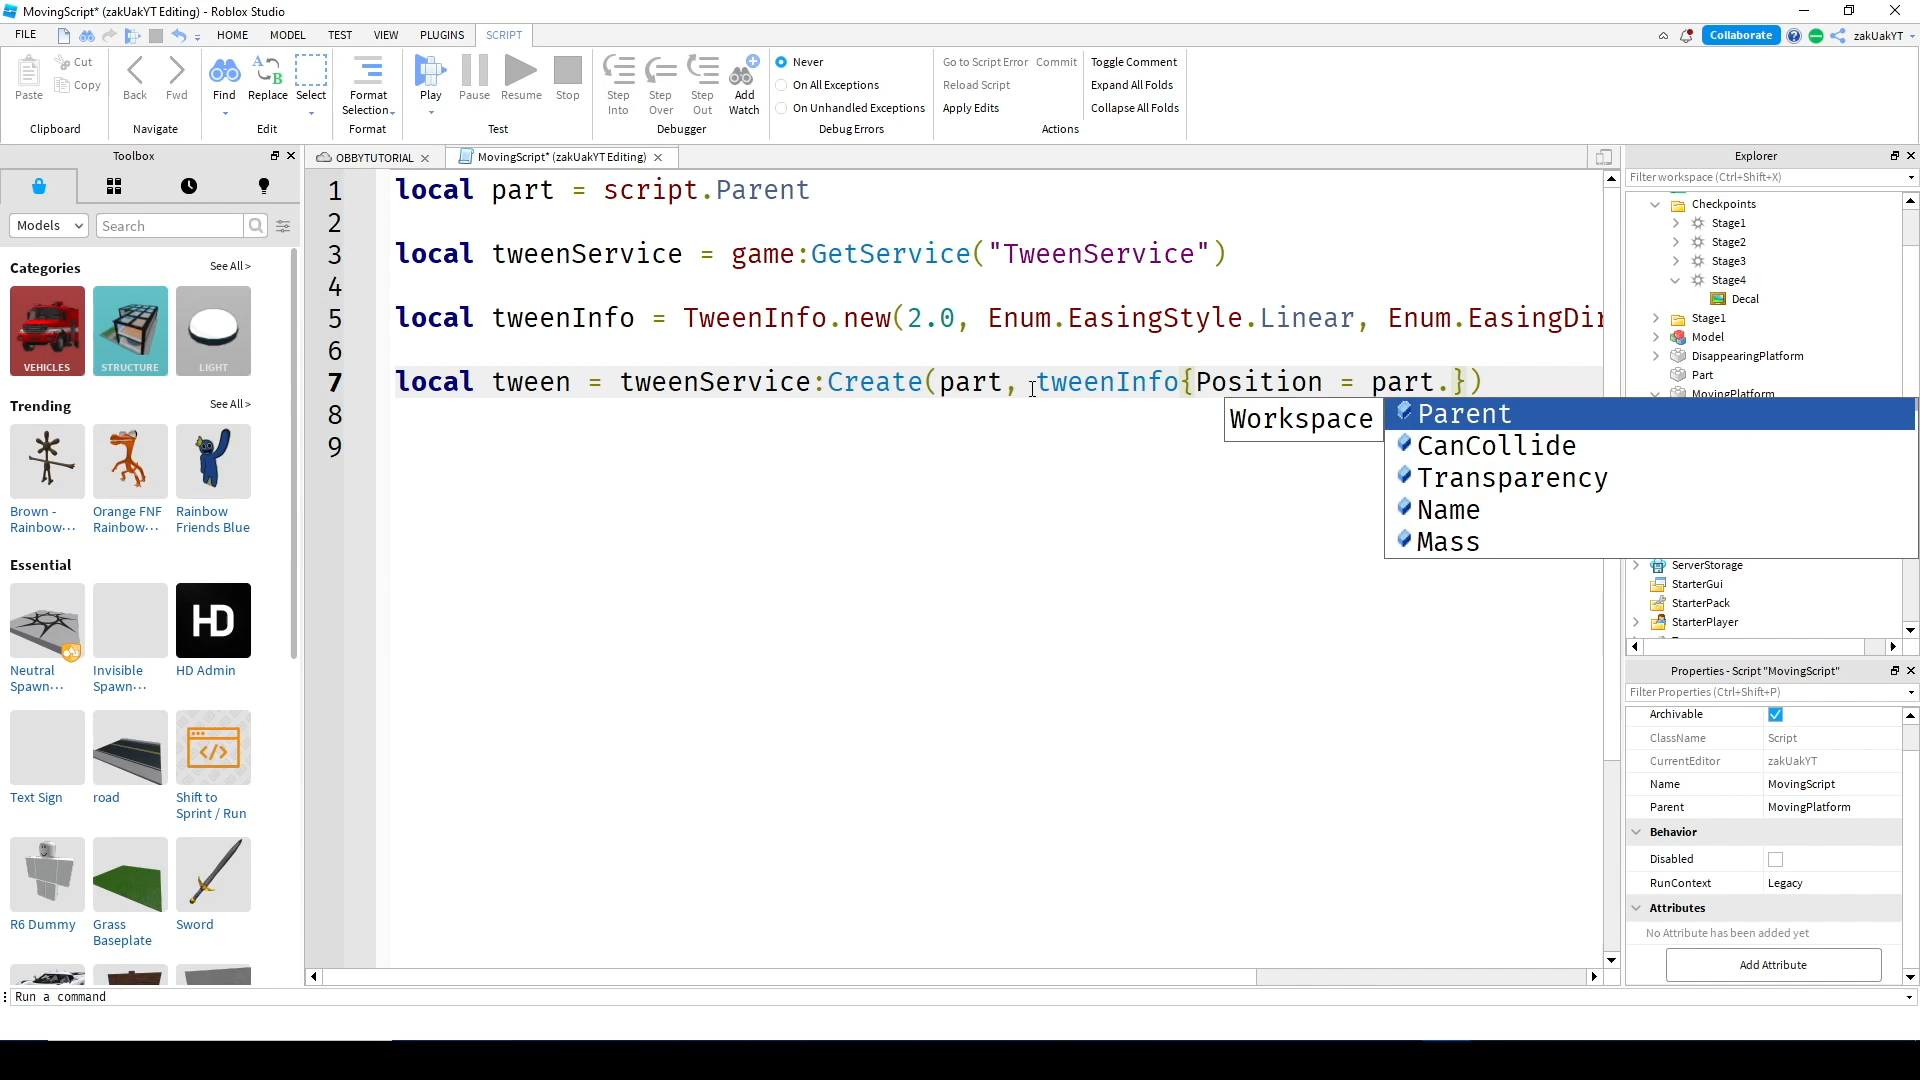 MovingScript* (zakUakYT Editing) - Roblox Studio
FILE HOME MODEL TEST VIEW PLUGINS SCRIPT Collaborate zakUakYT
Paste Cut Copy Clipboard
Back Fwd Navigate
Find Replace Select Edit
Format Selection Format
Play Pause Resume Stop Test
Step Into Step Over Step Out Add Watch Debugger
Never
On All Exceptions
On Unhandled Exceptions
Debug Errors
Go to Script Error Commit
Reload Script
Apply Edits
Toggle Comment
Expand All Folds
Collapse All Folds
Actions
Toolbox
Models Search
Categories See All >
VEHICLES STRUCTURE LIGHT
Trending See All >
Brown - Rainbow...
Orange FNF Rainbow...
Rainbow Friends Blue
Essential
Neutral Spawn...
Invisible Spawn...
HD
HD Admin
Text Sign
road
Shift to Sprint / Run
R6 Dummy
Grass Baseplate
Sword
OBBYTUTORIAL
MovingScript* (zakUakYT Editing)
1 local part = script.Parent
2
3 local tweenService = game:GetService("TweenService")
4
5 local tweenInfo = TweenInfo.new(2.0, Enum.EasingStyle.Linear, Enum.EasingDir
6
7 local tween = tweenService:Create(part, tweenInfo{Position = part.})
8
9
Workspace
Parent
CanCollide
Transparency
Name
Mass
Explorer
Filter workspace (Ctrl+Shift+X)
Checkpoints
Stage1
Stage2
Stage3
Stage4
Decal
Stage1
Model
DisappearingPlatform
Part
MovingPlatform
ServerStorage
StarterGui
StarterPack
StarterPlayer
Properties - Script "MovingScript"
Filter Properties (Ctrl+Shift+P)
Archivable
ClassName Script
CurrentEditor zakUakYT
Name MovingScript
Parent MovingPlatform
Behavior
Disabled
RunContext Legacy
Attributes
No Attribute has been added yet
Add Attribute
Run a command